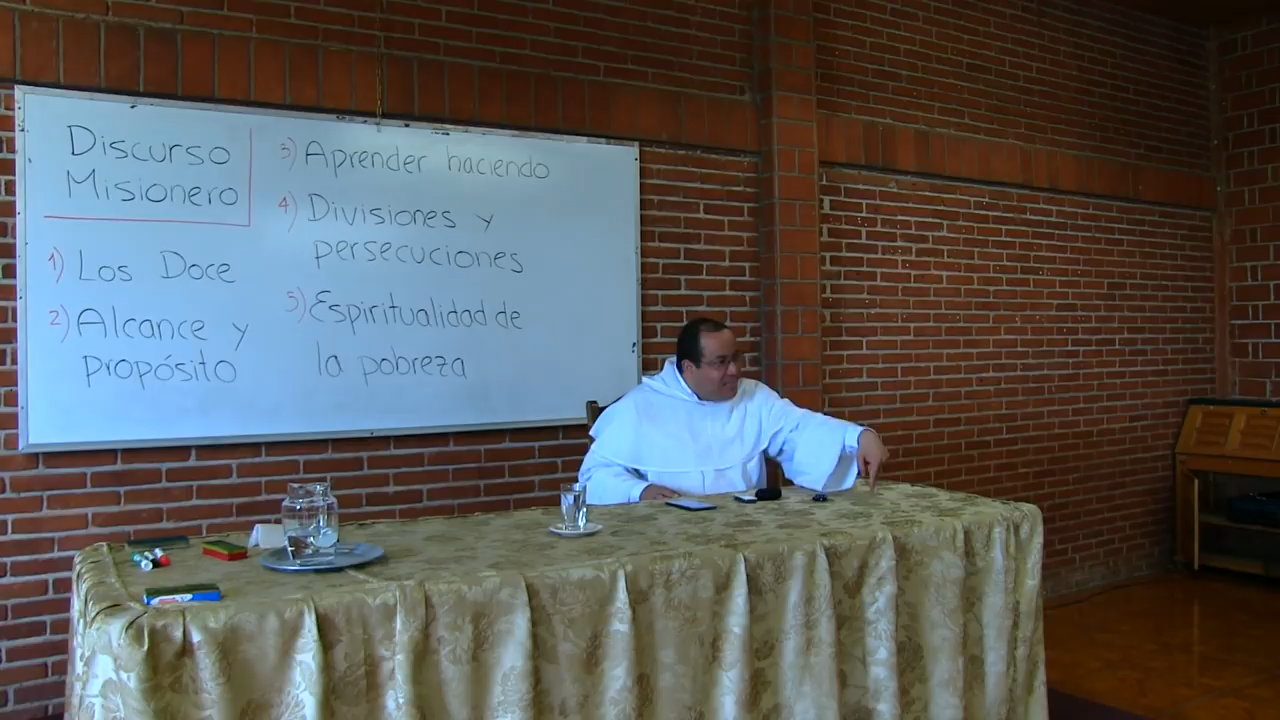 Discurso
Misionero
1) Los Doce
2) Alcance y
propósito
3) Aprender haciendo
4) Divisiones y
persecuciones
5) Espiritualidad de
la pobreza